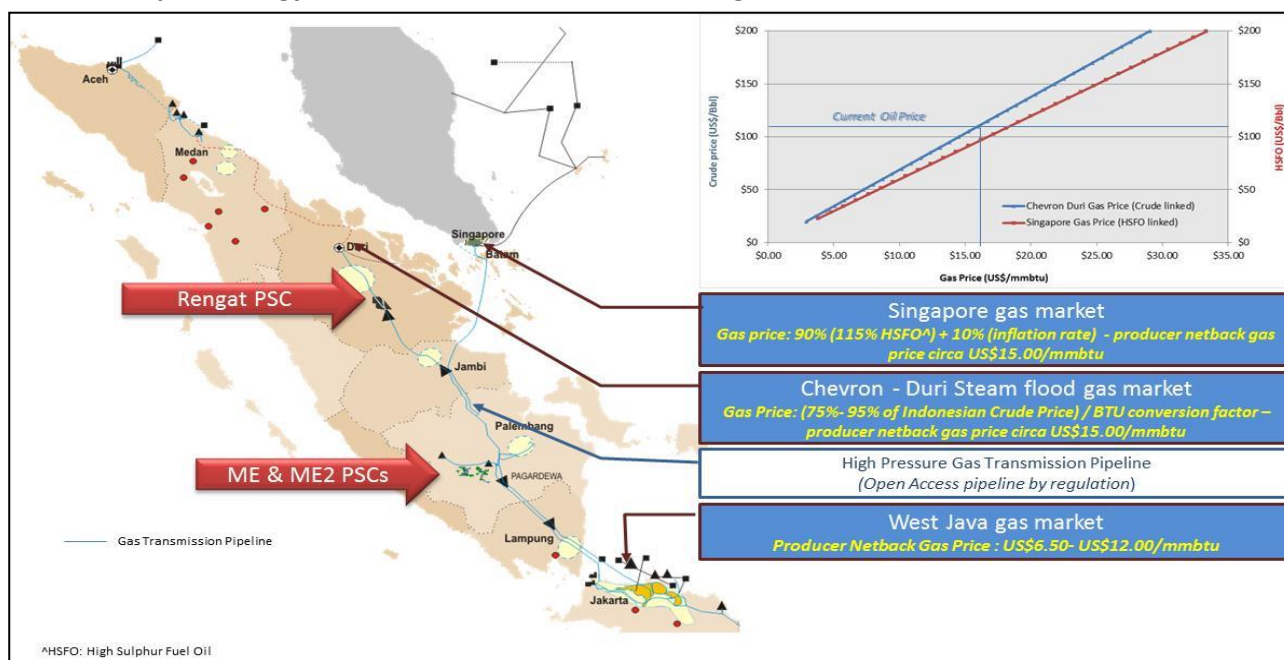 Aceh
Medan
Duri
Singapore
Batam
Rengat PSC
Jambi
Palembang
ME & ME2 PSCs
PAGARDEWA
Lampung
Gas Transmission Pipeline
Jakarta
^HSFO: High Sulphur Fuel Oil
$200
$150
$100
$50
$0
Crude price (US$/Bbl)
Current Oil Price
Chevron Duri Gas Price (Crude linked)
Singapore Gas Price (HSFO linked)
$200
$150
$100
$50
$0
HSFO (US$/Bbl)
$0.00 $5.00 $10.00 $15.00 $20.00 $25.00 $30.00 $35.00
Gas Price (US$/mmbtu)
Singapore gas market
Gas price: 90% (115% HSFO^) + 10% (inflation rate) - producer netback gas
price circa US$15.00/mmbtu
Chevron - Duri Steam flood gas market
Gas Price: (75%- 95% of Indonesian Crude Price) / BTU conversion factor –
producer netback gas price circa US$15.00/mmbtu
High Pressure Gas Transmission Pipeline
(Open Access pipeline by regulation)
West Java gas market
Producer Netback Gas Price : US$6.50- US$12.00/mmbtu